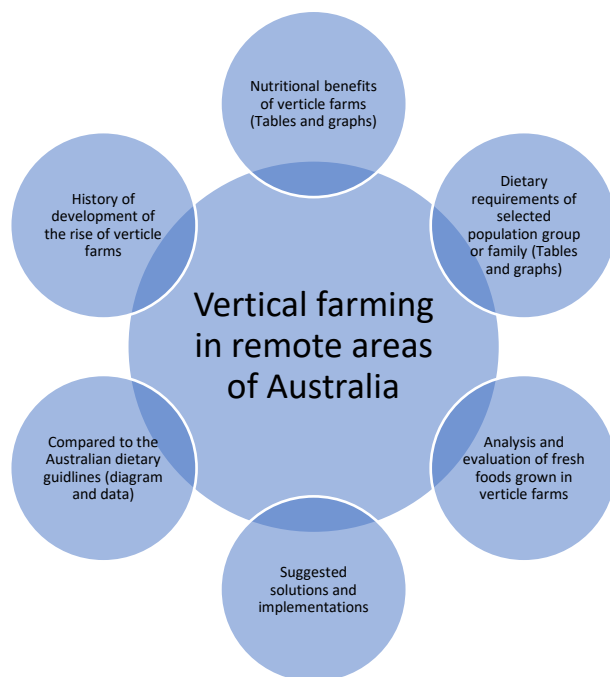 Nutritional benefits
of verticle farms
(Tables and graphs)
Dietary
requirements of
selected
population group
or family (Tables
and graphs)
Analysis and
evaluation of fresh
foods grown in
verticle farms
Suggested
solutions and
implementations
Compared to the
Australian dietary
guidlines (diagram
and data)
History of
development of
the rise of verticle
farms
Vertical farming
in remote areas
of Australia